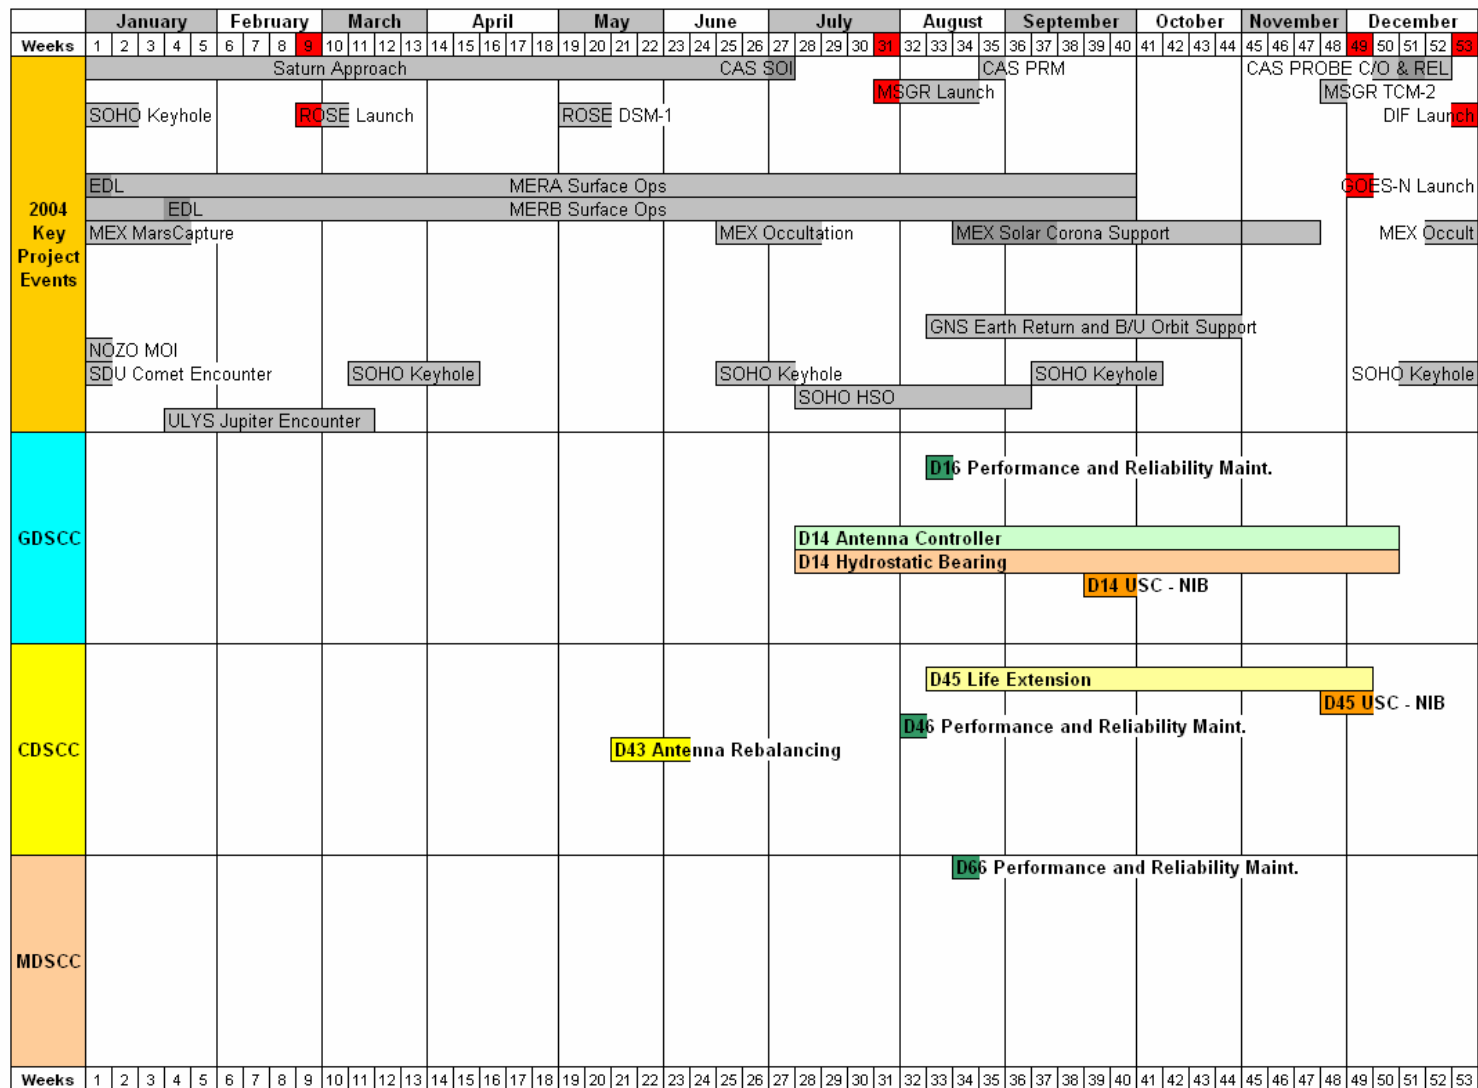 January February March April May June July August September October November December
Weeks 1 2 3 4 5 6 7 8 9 10 11 12 13 14 15 16 17 18 19 20 21 22 23 24 25 26 27 28 29 30 31 32 33 34 35 36 37 38 39 40 41 42 43 44 45 46 47 48 49 50 51 52 53
Saturn Approach CAS SOI CAS PRM CAS PROBE C/O & REL
MSGR Launch MSGR TCM-2
SOHO Keyhole ROSE Launch ROSE DSM-1 DIF Launch
EDL MERA Surface Ops GOES-N Launch
EDL MERB Surface Ops
MEX MarsCapture MEX Occultation MEX Solar Corona Support MEX Occult
2004
Key
Project
Events
GNS Earth Return and B/U Orbit Support
NOZO MOI
SDU Comet Encounter SOHO Keyhole SOHO Keyhole SOHO Keyhole SOHO Keyhole
SOHO HSO
ULYS Jupiter Encounter
GDSCC
D16 Performance and Reliability Maint.
D14 Antenna Controller
D14 Hydrostatic Bearing
D14 USC - NIB
CDSCC
D45 Life Extension
D45 USC - NIB
D46 Performance and Reliability Maint.
D43 Antenna Rebalancing
MDSCC
D66 Performance and Reliability Maint.
Weeks 1 2 3 4 5 6 7 8 9 10 11 12 13 14 15 16 17 18 19 20 21 22 23 24 25 26 27 28 29 30 31 32 33 34 35 36 37 38 39 40 41 42 43 44 45 46 47 48 49 50 51 52 53